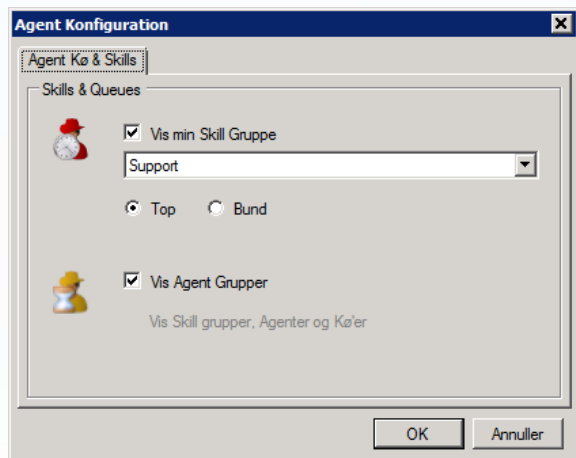 Agent Konfiguration
Agent Kø & Skills
Skills & Queues
Vis min Skill Gruppe
Support
Top Bund
Vis Agent Grupper
Vis Skill grupper, Agenter og Kø'er
OK Annuller